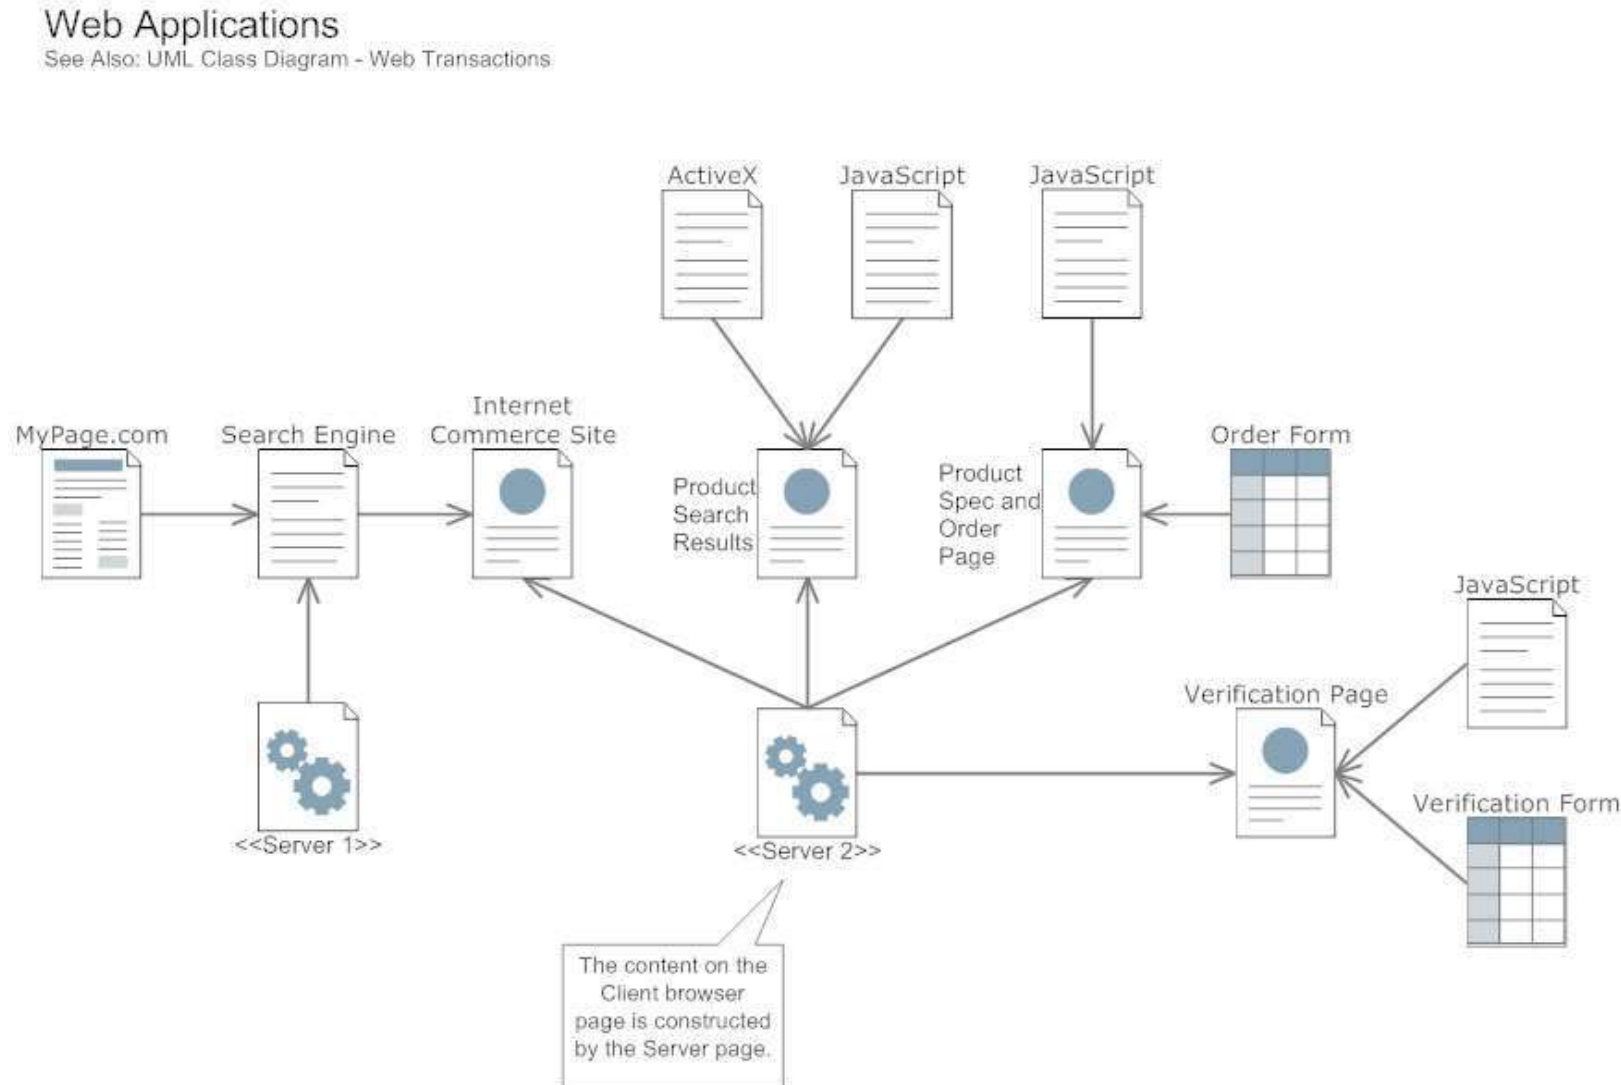 Web Applications
See Also: UML Class Diagram - Web Transactions
ActiveX
JavaScript
JavaScript
MyPage.com
Search Engine
Internet
Commerce Site
Product
Search
Results
Product
Spec and
Order
Page
Order Form
JavaScript
Verification Page
Verification Form
<<Server 1>>
<<Server 2>>
The content on the
Client browser
page is constructed
by the Server page.